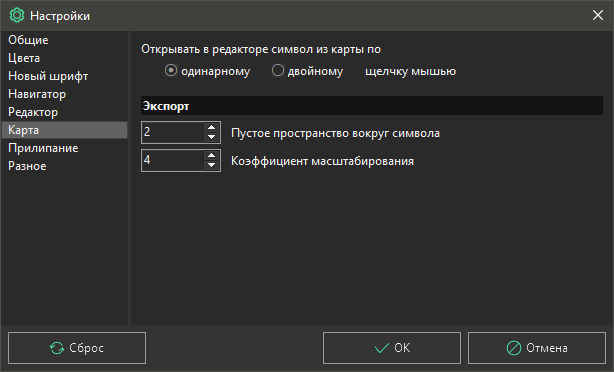 Настройки
Общие
Цвета
Новый шрифт
Навигатор
Редактор
Карта
Прилипание
Разное
Открывать в редакторе символ из карты по
одинарному двойному щелчку мышью
Экспорт
2 Пустое пространство вокруг символа
4 Коэффициент масштабирования
Сброс OK Отмена